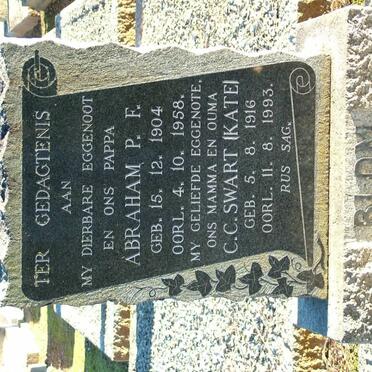 TER GEDAGTENIS
AAN
MY DIERBARE EGGENOOT
EN ONS PAPPA
ABRAHAM P. F.
GEB. 15. 12. 1904
OORL. 4. 10. 1958.
MY GELIEFDE EGGENOTE,
ONS MAMMA EN OUMA
C. C. SWART [KATE]
GEB. 5. 8. 1916
OORL. 11. 8. 1993.
RUS SAG.